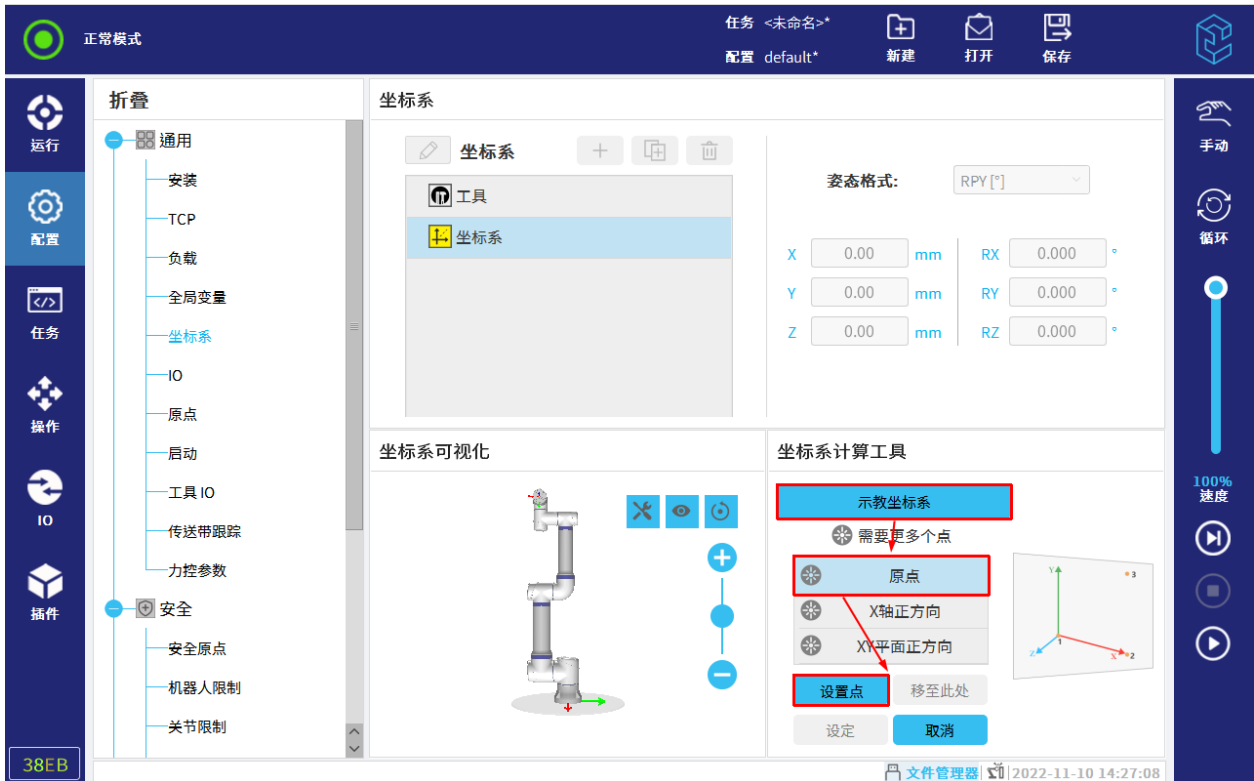 正常模式
任务 <未命名>*
配置 default*
新建
打开
保存
运行
配置
任务
操作
IO
插件
38EB
折叠
通用
安装
TCP
负载
全局变量
坐标系
IO
原点
启动
工具 IO
传送带跟踪
力控参数
安全
安全原点
机器人限制
关节限制
坐标系
坐标系
工具
坐标系
姿态格式: RPY [°]
X 0.00 mm RX 0.000 °
Y 0.00 mm RY 0.000 °
Z 0.00 mm RZ 0.000 °
坐标系可视化
坐标系计算工具
示教坐标系
需要更多个点
原点
X轴正方向
XY平面正方向
设置点 移至此处
设定 取消
Y 3
1
Z X 2
手动
循环
100%
速度
文件管理器 2022-11-10 14:27:08